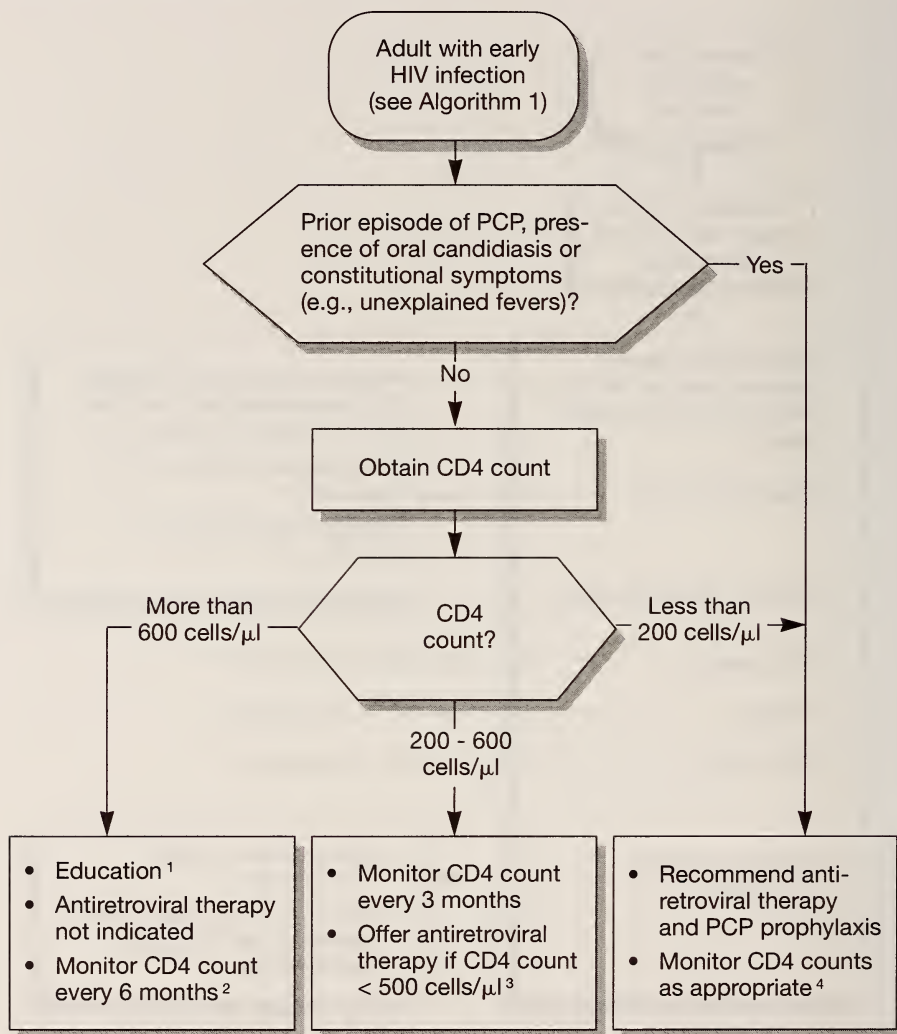 Adult with early
HIV infection
(see Algorithm 1)
Prior episode of PCP, pres-
ence of oral candidiasis or
constitutional symptoms
(e.g., unexplained fevers)?
Yes
No
Obtain CD4 count
More than
600 cells/µl
CD4
count?
Less than
200 cells/µl
200 - 600
cells/µl
• Education 1
• Antiretroviral therapy
not indicated
• Monitor CD4 count
every 6 months 2
• Monitor CD4 count
every 3 months
• Offer antiretroviral
therapy if CD4 count
< 500 cells/µl 3
• Recommend anti-
retroviral therapy
and PCP prophylaxis
• Monitor CD4 counts
as appropriate 4